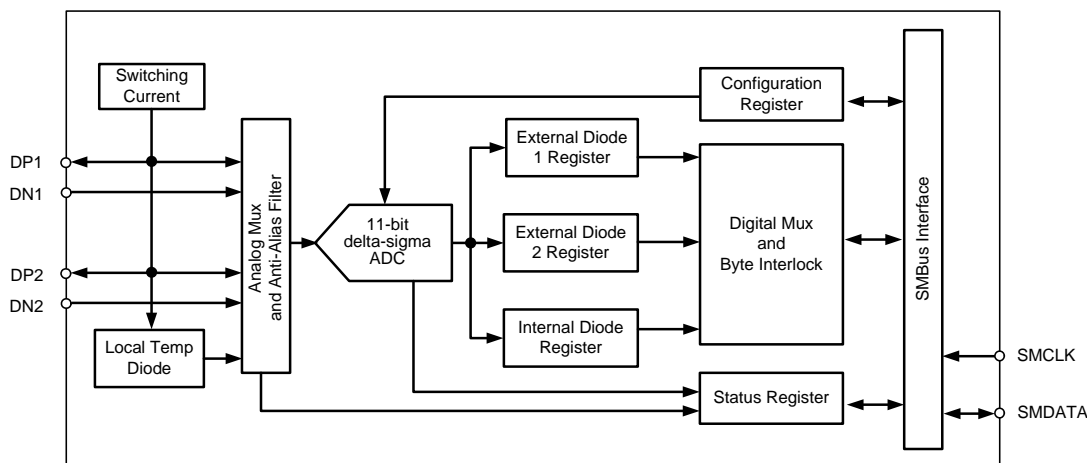 Switching
Current
DP1
DN1
DP2
DN2
Local Temp
Diode
Analog Mux
and Anti-Alias Filter
11-bit
delta-sigma
ADC
External Diode
1 Register
External Diode
2 Register
Internal Diode
Register
Configuration
Register
Digital Mux
and
Byte Interlock
Status Register
SMBus Interface
SMCLK
SMDATA